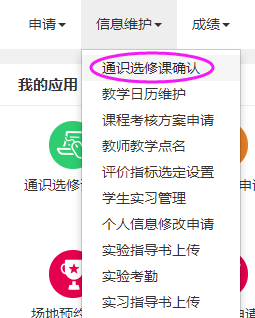 申请 信息维护 成绩
通识选修课确认
我的应用
教学日历维护
课程考核方案申请
教师教学点名
通识选修
评价指标选定设置
申
学生实习管理
个人信息修改申请
实验指导书上传
实验考勤
实习指导书上传
场地预约
申